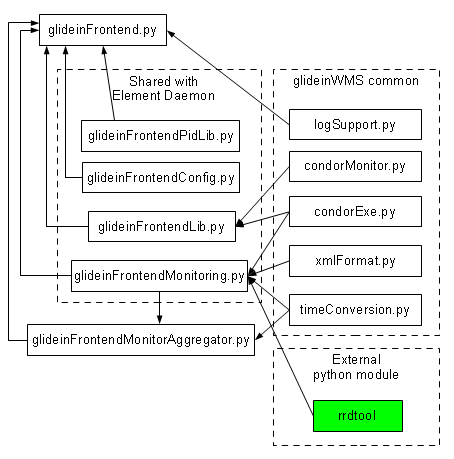 glideinFrontend.py
Shared with
Element Daemon
glideinFrontendPidLib.py
glideinFrontendConfig.py
glideinFrontendLib.py
glideinFrontendMonitoring.py
glideinFrontendMonitorAggregator.py
glideinWMS common
logSupport.py
condorMonitor.py
condorExe.py
xmlFormat.py
timeConversion.py
External
python module
rrdtool